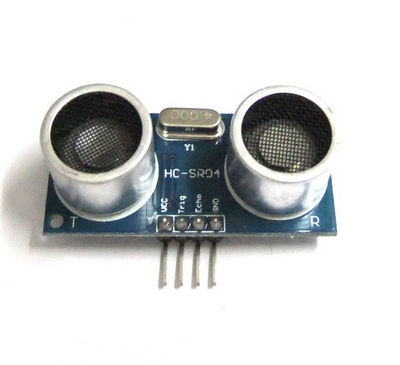 4.000
Y1
HC-SR04
VCC Trig Echo GND
T R